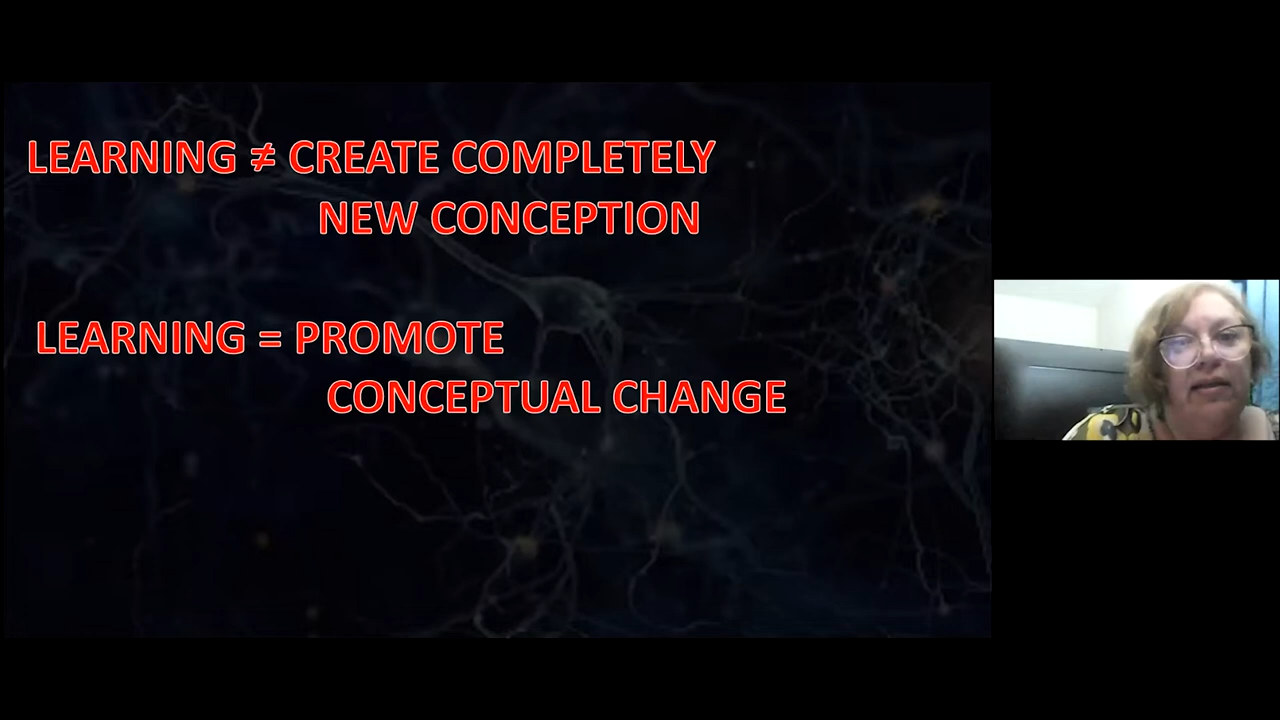 LEARNING ≠ CREATE COMPLETELY
NEW CONCEPTION
LEARNING = PROMOTE
CONCEPTUAL CHANGE